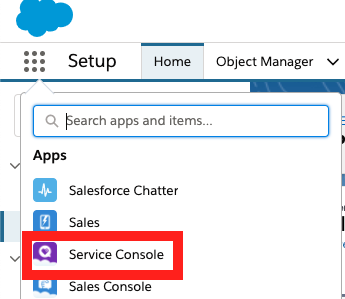 Setup
Home
Object Manager
Search apps and items...
Apps
Salesforce Chatter
Sales
Service Console
Sales Console